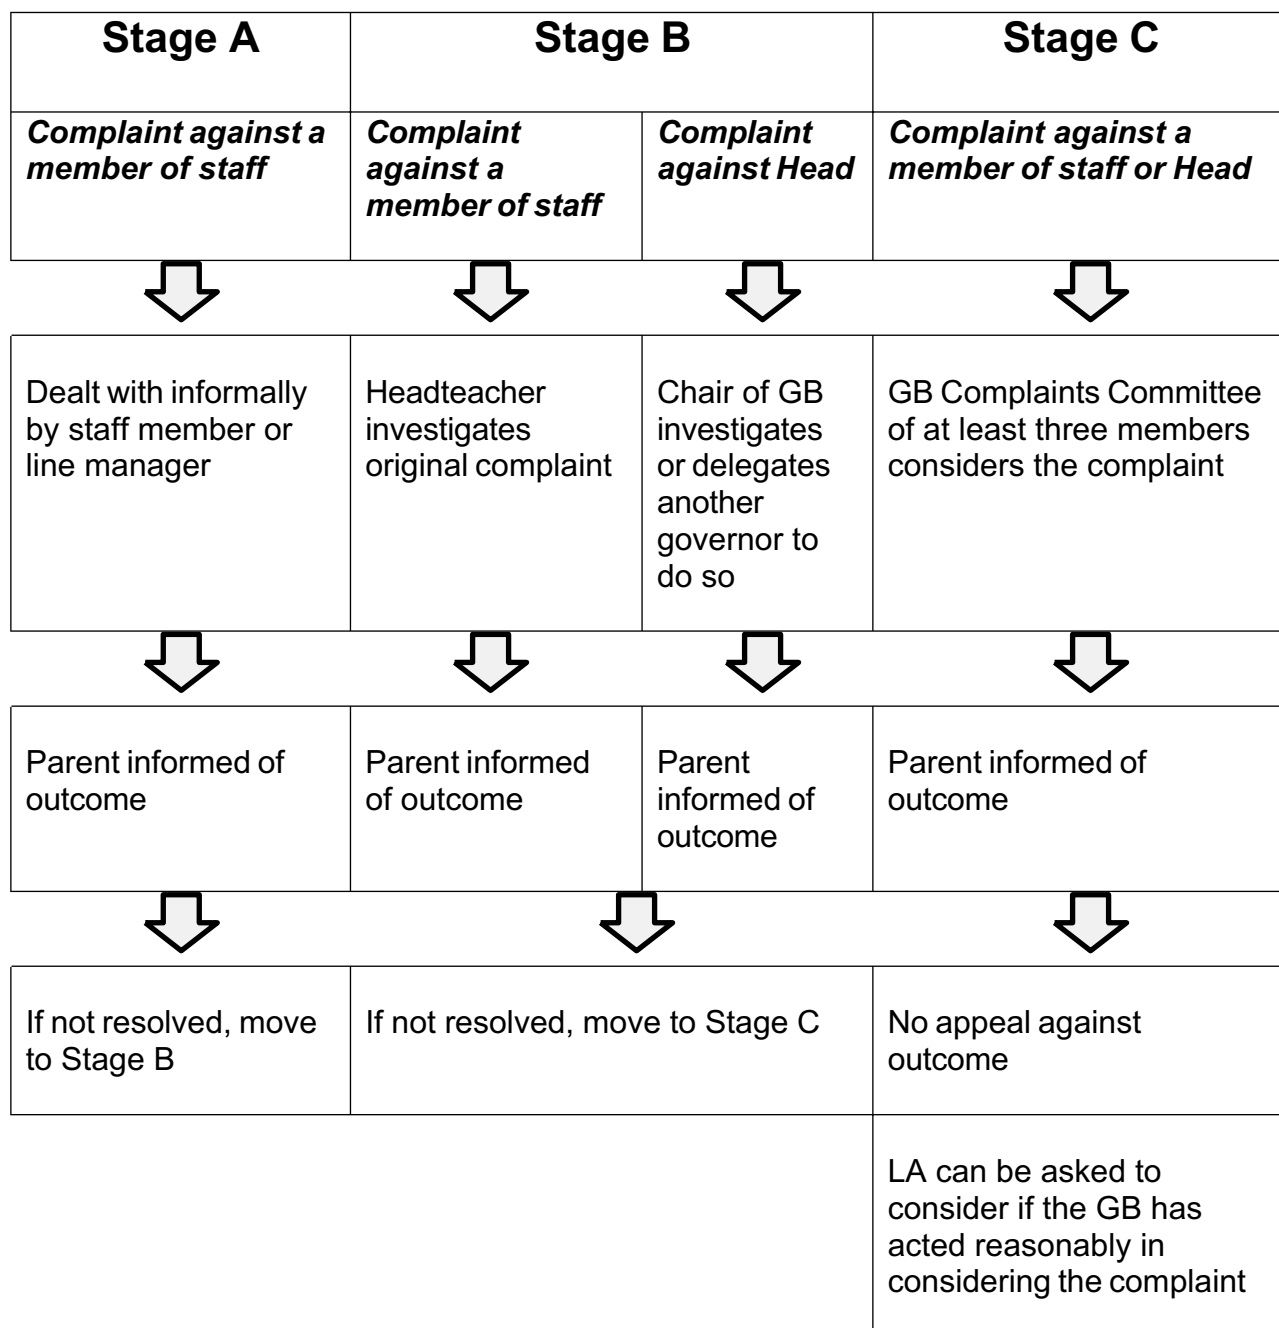 Stage A
Stage B
Stage C
Complaint against a
member of staff
Complaint
against a
member of staff
Complaint
against Head
Complaint against a
member of staff or Head
Dealt with informally
by staff member or
line manager
Headteacher
investigates
original complaint
Chair of GB
investigates
or delegates
another
governor to
do so
GB Complaints Committee
of at least three members
considers the complaint
Parent informed of
outcome
Parent informed
of outcome
Parent
informed of
outcome
Parent informed of
outcome
If not resolved, move
to Stage B
If not resolved, move to Stage C
No appeal against
outcome
LA can be asked to
consider if the GB has
acted reasonably in
considering the complaint